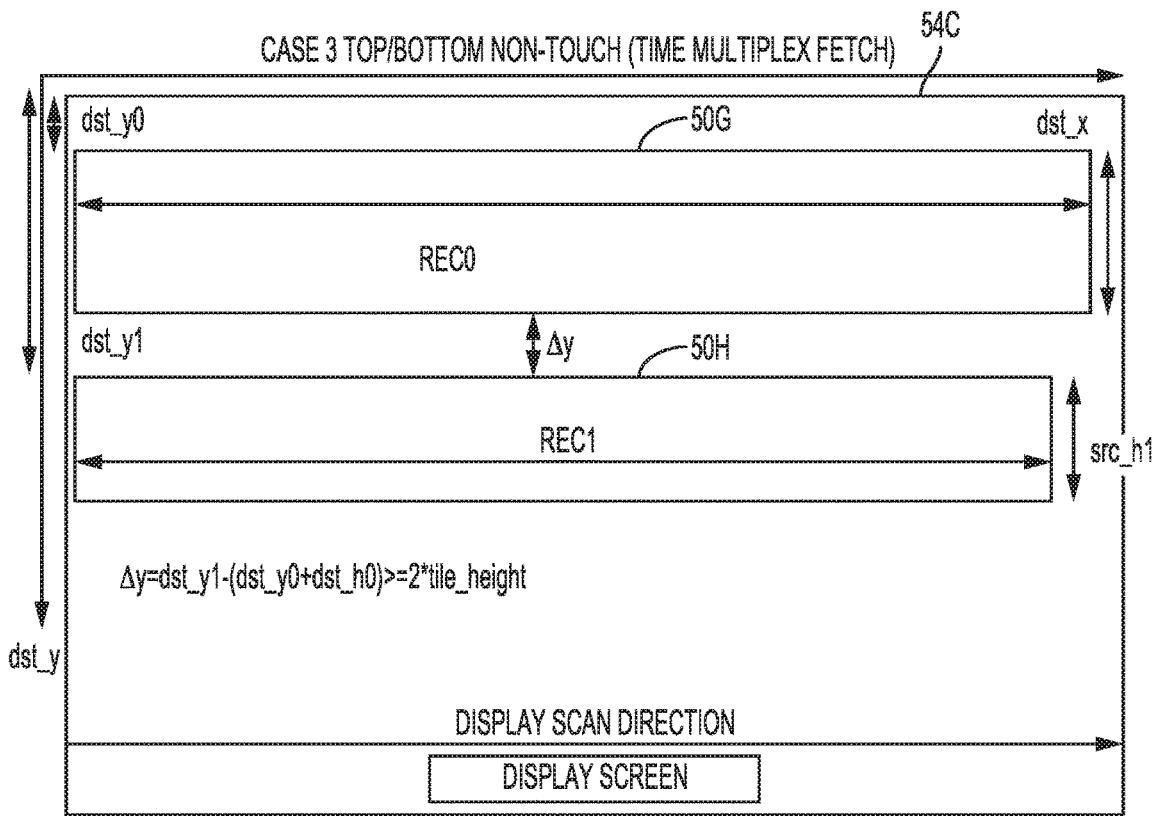 54C
CASE 3 TOP/BOTTOM NON-TOUCH (TIME MULTIPLEX FETCH)
dst_y0
50G
dst_x
REC0
dst_y1
Δy
50H
REC1
src_h1
Δy=dst_y1-(dst_y0+dst_h0)>=2*tile_height
dst_y
DISPLAY SCAN DIRECTION
DISPLAY SCREEN